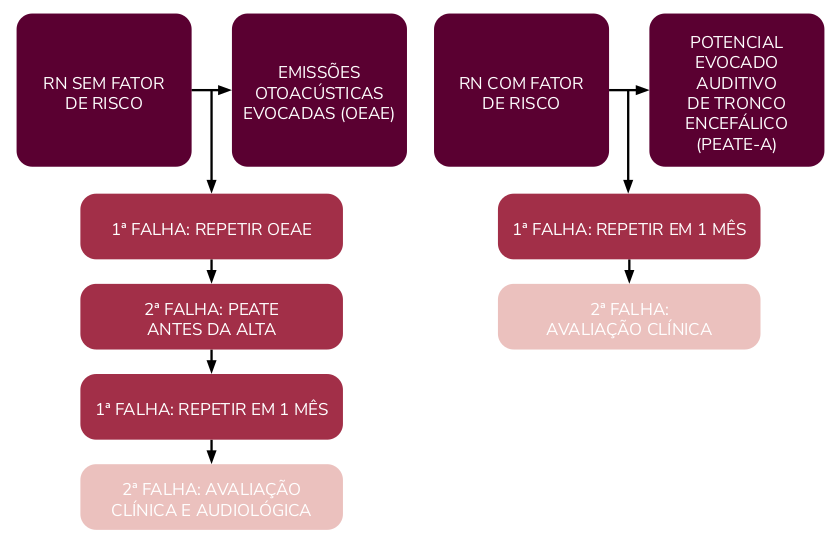 RN SEM FATOR
DE RISCO
EMISSÕES
OTOACÚSTICAS
EVOCADAS (OEAE)
1ª FALHA: REPETIR OEAE
2ª FALHA: PEATE
ANTES DA ALTA
1ª FALHA: REPETIR EM 1 MÊS
2ª FALHA: AVALIAÇÃO
CLÍNICA E AUDIOLÓGICA
RN COM FATOR
DE RISCO
POTENCIAL
EVOCADO
AUDITIVO
DE TRONCO
ENCEFÁLICO
(PEATE-A)
1ª FALHA: REPETIR EM 1 MÊS
2ª FALHA:
AVALIAÇÃO CLÍNICA